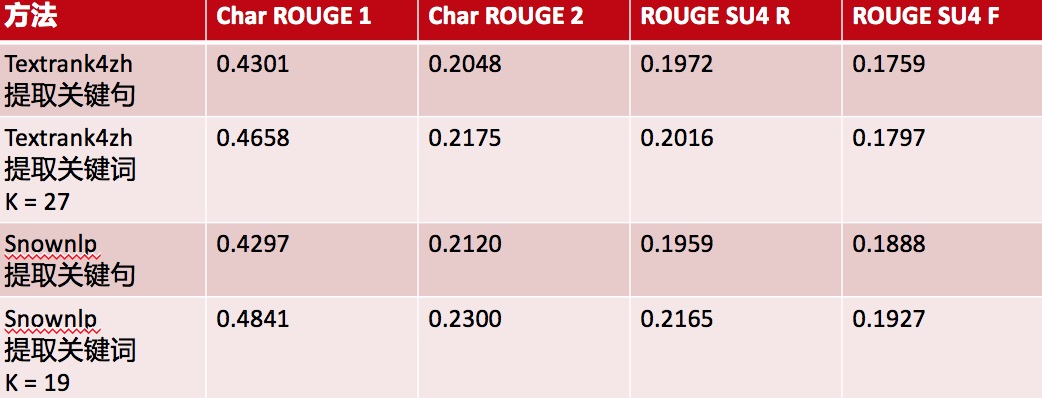 方法 Char ROUGE 1 Char ROUGE 2 ROUGE SU4 R ROUGE SU4 F
Textrank4zh 0.4301 0.2048 0.1972 0.1759
提取关键句
Textrank4zh 0.4658 0.2175 0.2016 0.1797
提取关键词
K = 27
Snownlp 0.4297 0.2120 0.1959 0.1888
提取关键句
Snownlp 0.4841 0.2300 0.2165 0.1927
提取关键词
K = 19